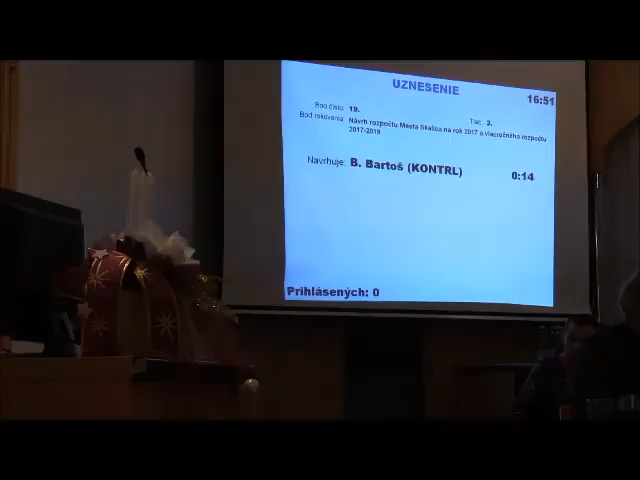 UZNESENIE
16:51
Bod číslo: 19. Tlač: 2.
Bod rokovania: Návrh rozpočtu Mesta Skalica na rok 2017 a viacročného rozpočtu
2017-2019
Navrhuje: B. Bartoš (KONTRL) 0:14
Prihlásených: 0